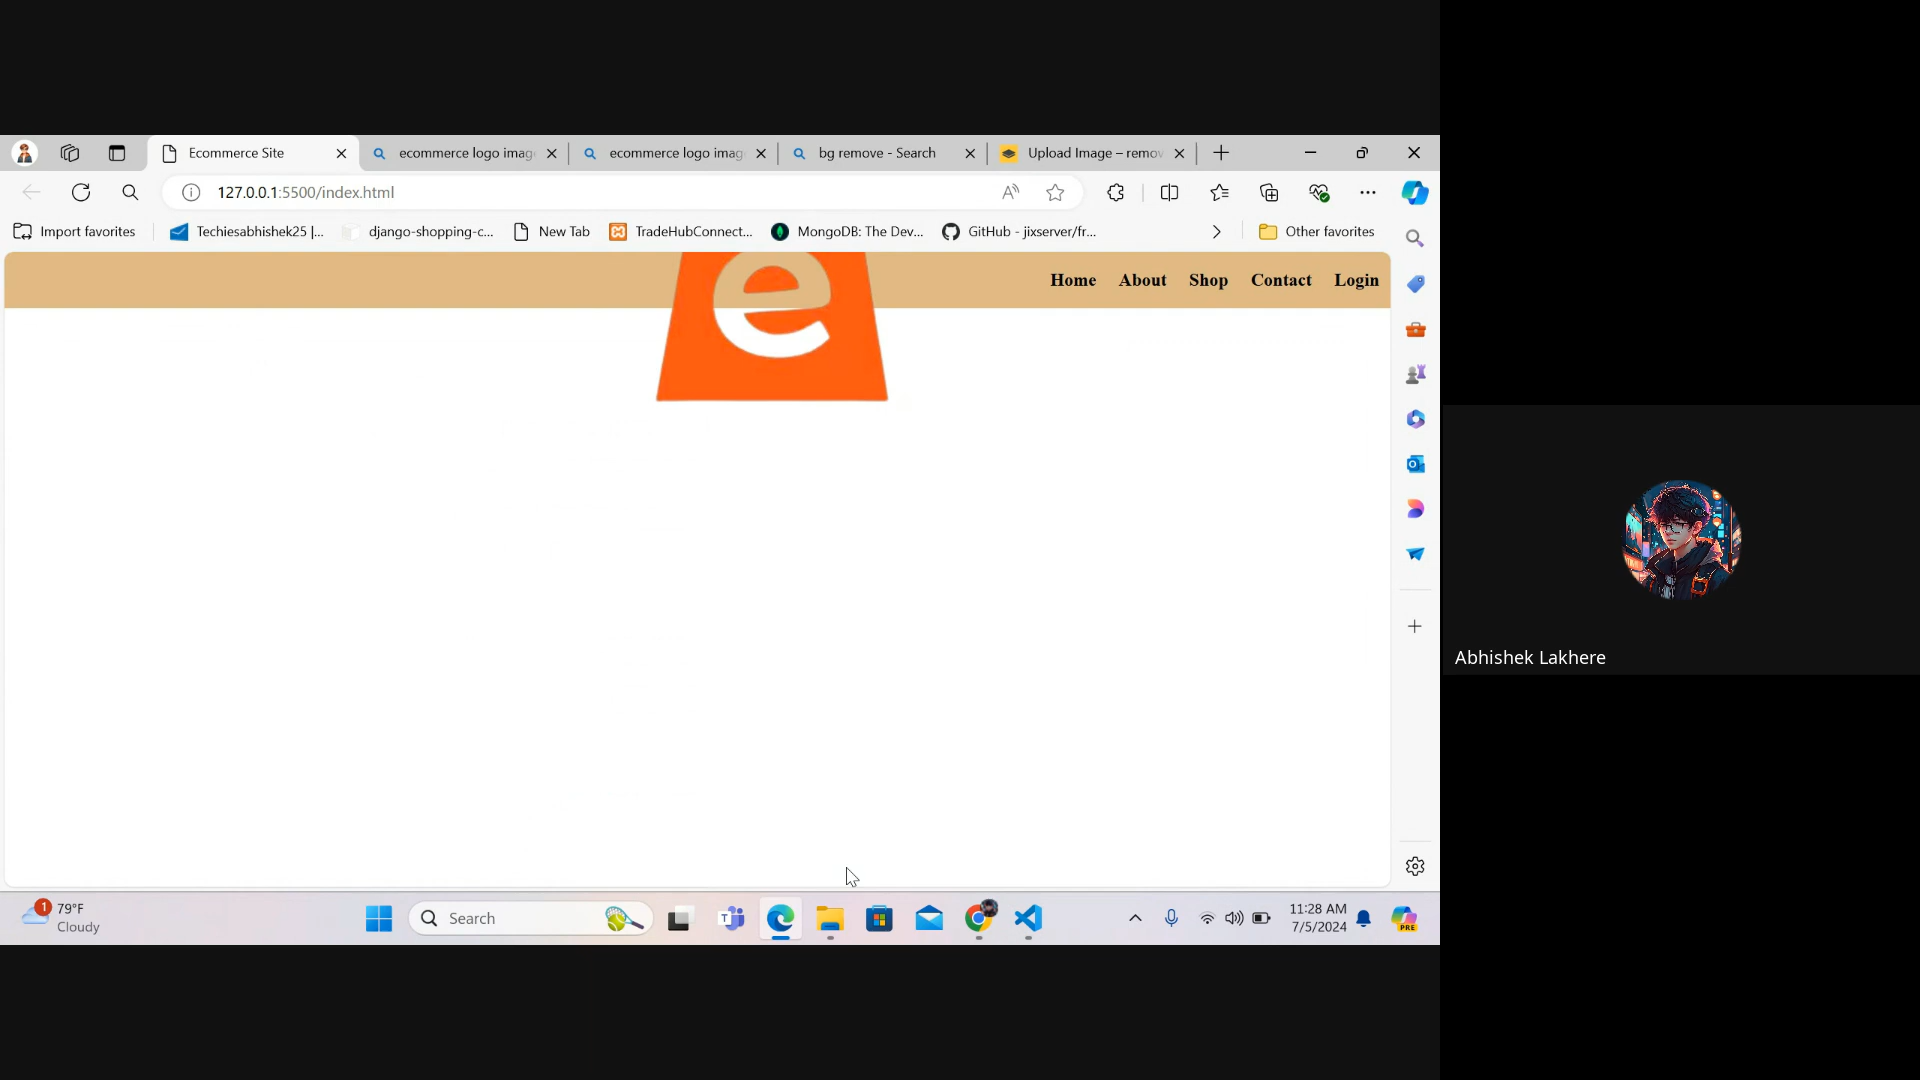 Ecommerce Site
ecommerce logo imag
ecommerce logo imag
bg remove - Search
Upload Image – remov
127.0.0.1:5500/index.html
Import favorites
Techiesabhishek25 |...
django-shopping-c...
New Tab
TradeHubConnect...
MongoDB: The Dev...
GitHub - jixserver/fr...
Other favorites
Home
About
Shop
Contact
Login
e
Abhishek Lakhere
1
79°F
Cloudy
Search
11:28 AM
7/5/2024
PRE